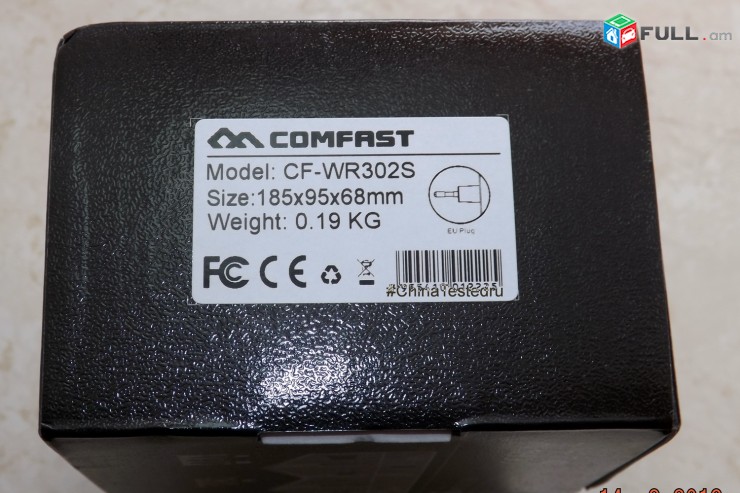 FULL.am
COMFAST
Model: CF-WR302S
Size:185x95x68mm
Weight: 0.19 KG
EU Plug
FC CE
#ChinaTestedru